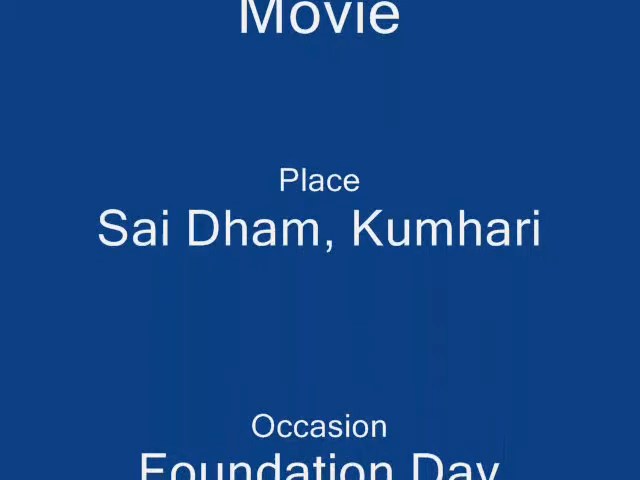 Movie
Place
Sai Dham, Kumhari
Occasion
Foundation Day